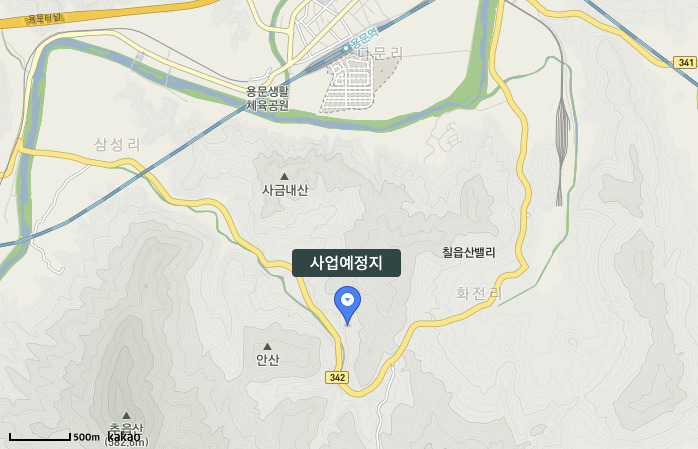 용문터널
용문역
다문리
341
용문생활
체육공원
삼성리
사금내산
칠읍산밸리
사업예정지
화전리
안산
342
추읍산
(582.6m)
500m
kakao